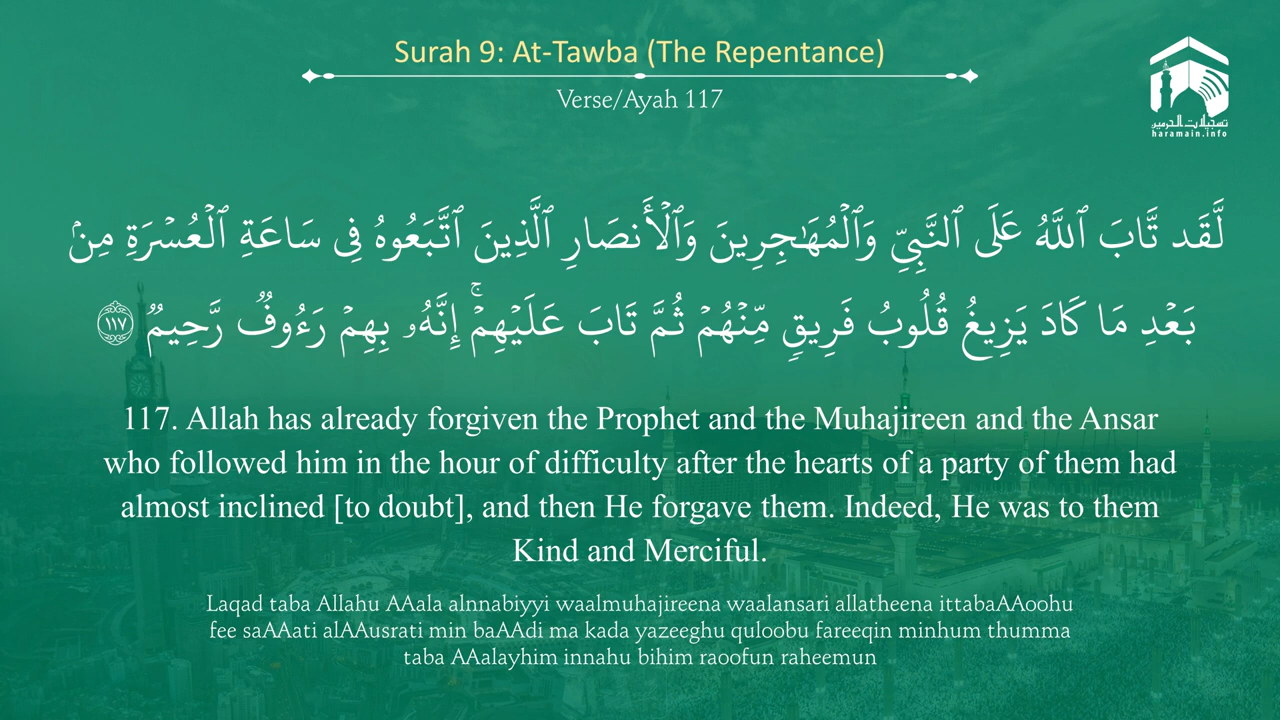 Surah 9: At-Tawba (The Repentance)
Verse/Ayah 117
تسجيلات الحرمين
haramain.info
لَّقَد تَّابَ ٱللَّهُ عَلَى ٱلنَّبِىِّ وَٱلْمُهَـٰجِرِينَ وَٱلْأَنصَارِ ٱلَّذِينَ ٱتَّبَعُوهُ فِى سَاعَةِ ٱلْعُسْرَةِ مِنۢ
بَعْدِ مَا كَادَ يَزِيغُ قُلُوبُ فَرِيقٍ مِّنْهُمْ ثُمَّ تَابَ عَلَيْهِمْ ۚ إِنَّهُۥ بِهِمْ رَءُوفٌ رَّحِيمٌ ١١٧
117. Allah has already forgiven the Prophet and the Muhajireen and the Ansar
who followed him in the hour of difficulty after the hearts of a party of them had
almost inclined [to doubt], and then He forgave them. Indeed, He was to them
Kind and Merciful.
Laqad taba Allahu AAala alnnabiyyi waalmuhajireena waalansari allatheena ittabaAAoohu
fee saAAati alAAusrati min baAAdi ma kada yazeeghu quloobu fareeqin minhum thumma
taba AAalayhim innahu bihim raoofun raheemun